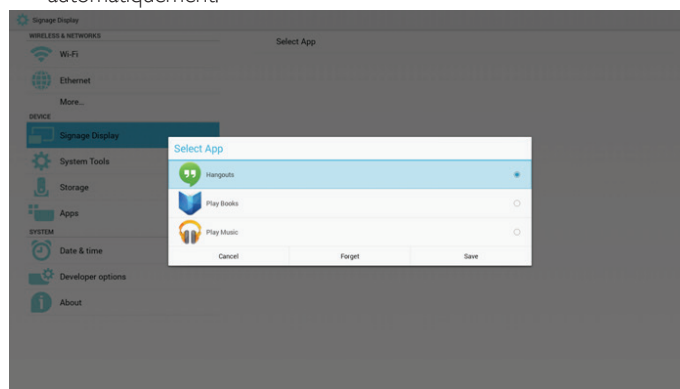 automatiquement.
Signage Display
WIRELESS & NETWORKS
Select App
Wi-Fi
Ethernet
More...
DEVICE
Signage Display
System Tools
Storage
Apps
SYSTEM
Date & time
Developer options
About
Select App
Hangouts
Play Books
Play Music
Cancel Forget Save